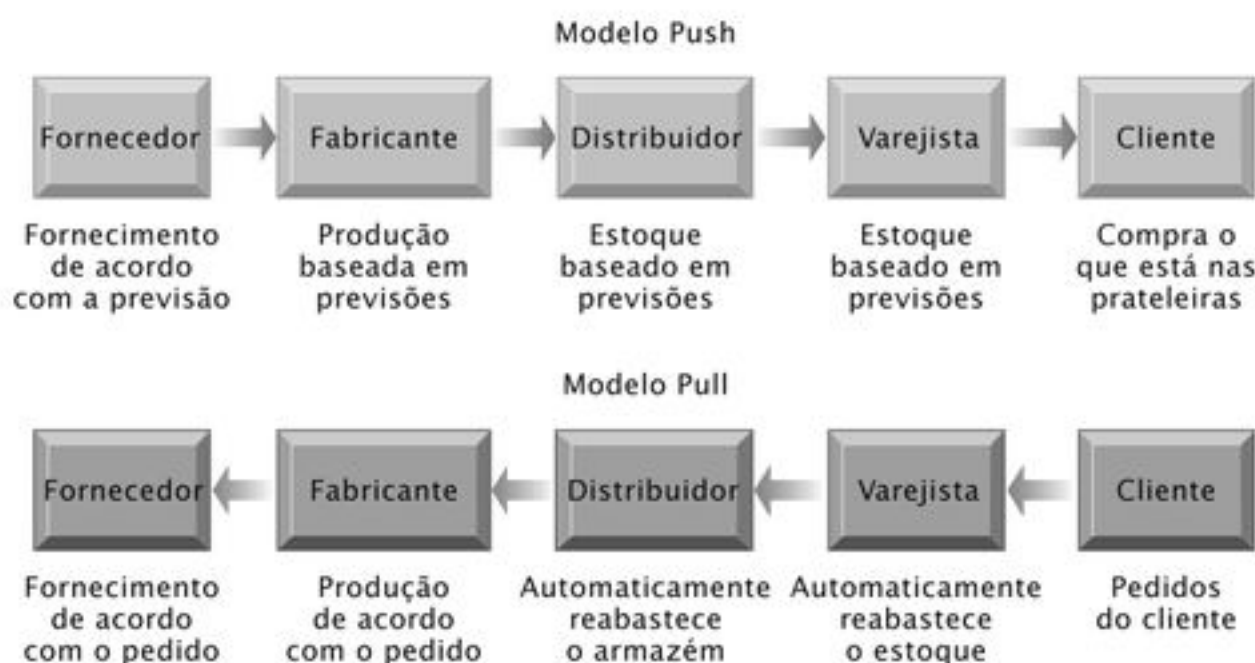 Modelo Push
Fornecedor
Fabricante
Distribuidor
Varejista
Cliente
Fornecimento
de acordo
com a previsão
Produção
baseada em
previsões
Estoque
baseado em
previsões
Estoque
baseado em
previsões
Compra o
que está nas
prateleiras
Modelo Pull
Fornecedor
Fabricante
Distribuidor
Varejista
Cliente
Fornecimento
de acordo
com o pedido
Produção
de acordo
com o pedido
Automaticamente
reabastece
o armazém
Automaticamente
reabastece
o estoque
Pedidos
do cliente